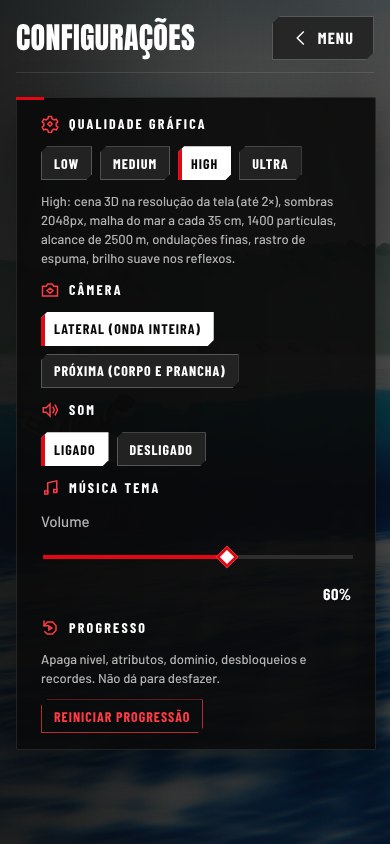 CONFIGURAÇÕES
MENU
QUALIDADE GRÁFICA
LOW
MEDIUM
HIGH
ULTRA
High: cena 3D na resolução da tela (até 2×), sombras
2048px, malha do mar a cada 35 cm, 1400 partículas,
alcance de 2500 m, ondulações finas, rastro de
espuma, brilho suave nos reflexos.
CÂMERA
LATERAL (ONDA INTEIRA)
PRÓXIMA (CORPO E PRANCHA)
SOM
LIGADO
DESLIGADO
MÚSICA TEMA
Volume
60%
PROGRESSO
Apaga nível, atributos, domínio, desbloqueios e
recordes. Não dá para desfazer.
REINICIAR PROGRESSÃO